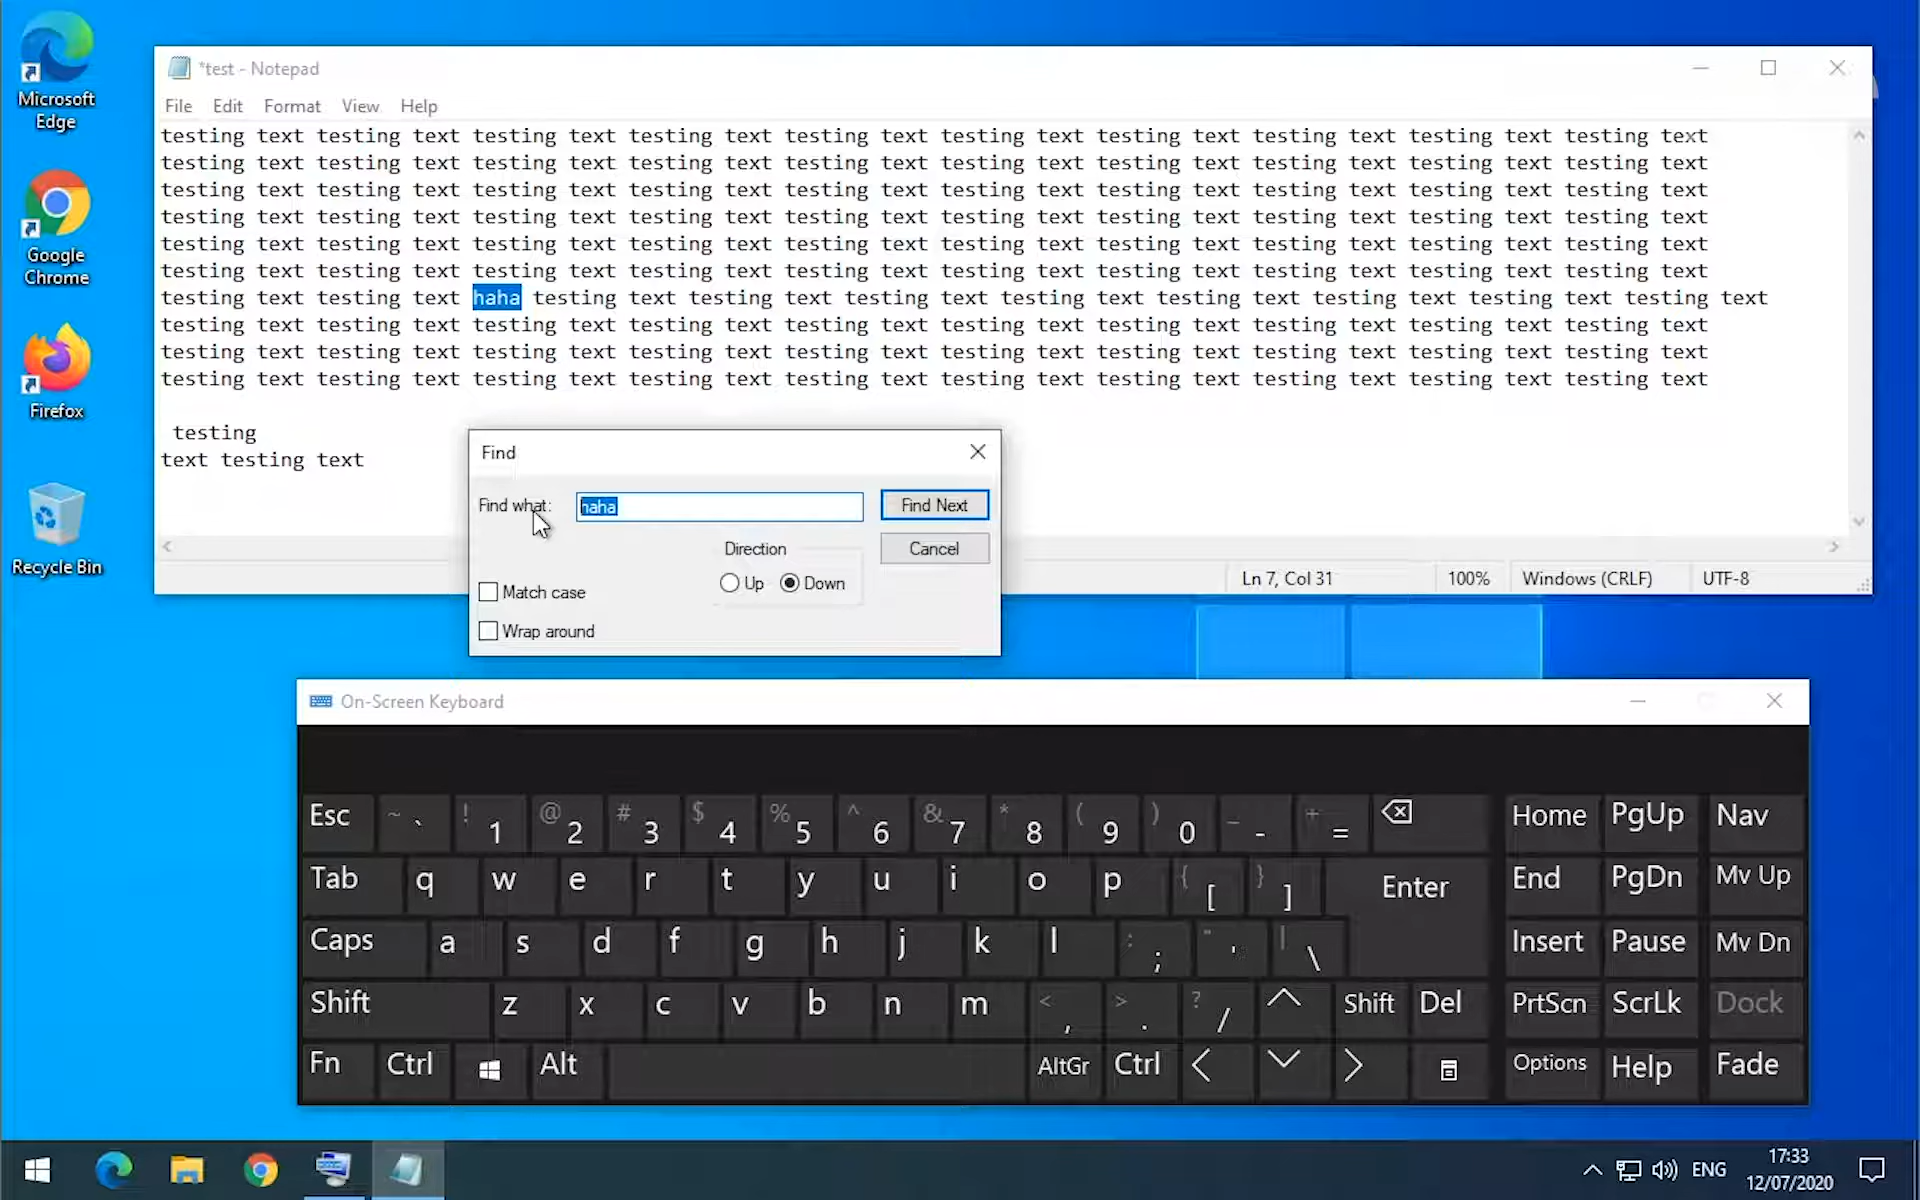 Microsoft
Edge
Google
Chrome
Firefox
Recycle Bin
*test - Notepad
File Edit Format View Help
testing text testing text testing text testing text testing text testing text testing text testing text testing text testing text
testing text testing text testing text testing text testing text testing text testing text testing text testing text testing text
testing text testing text testing text testing text testing text testing text testing text testing text testing text testing text
testing text testing text testing text testing text testing text testing text testing text testing text testing text testing text
testing text testing text testing text testing text testing text testing text testing text testing text testing text testing text
testing text testing text testing text testing text testing text testing text testing text testing text testing text testing text
testing text testing text haha testing text testing text testing text testing text testing text testing text testing text testing text
testing text testing text testing text testing text testing text testing text testing text testing text testing text testing text
testing text testing text testing text testing text testing text testing text testing text testing text testing text testing text
testing text testing text testing text testing text testing text testing text testing text testing text testing text testing text
testing
text testing text
Ln 7, Col 31 100% Windows (CRLF) UTF-8
Find
Find what: haha Find Next
Direction Cancel
Up Down
Match case
Wrap around
On-Screen Keyboard
Esc ~ ` ! 1 @ 2 # 3 $ 4 % 5 ^ 6 & 7 * 8 ( 9 ) 0 _ - + = Home PgUp Nav
Tab q w e r t y u i o p { [ } ] Enter End PgDn Mv Up
Caps a s d f g h j k l : ; " ' | \ Insert Pause Mv Dn
Shift z x c v b n m < , > . ? / Shift Del PrtScn ScrLk Dock
Fn Ctrl Alt AltGr Ctrl Options Help Fade
ENG 17:33
12/07/2020